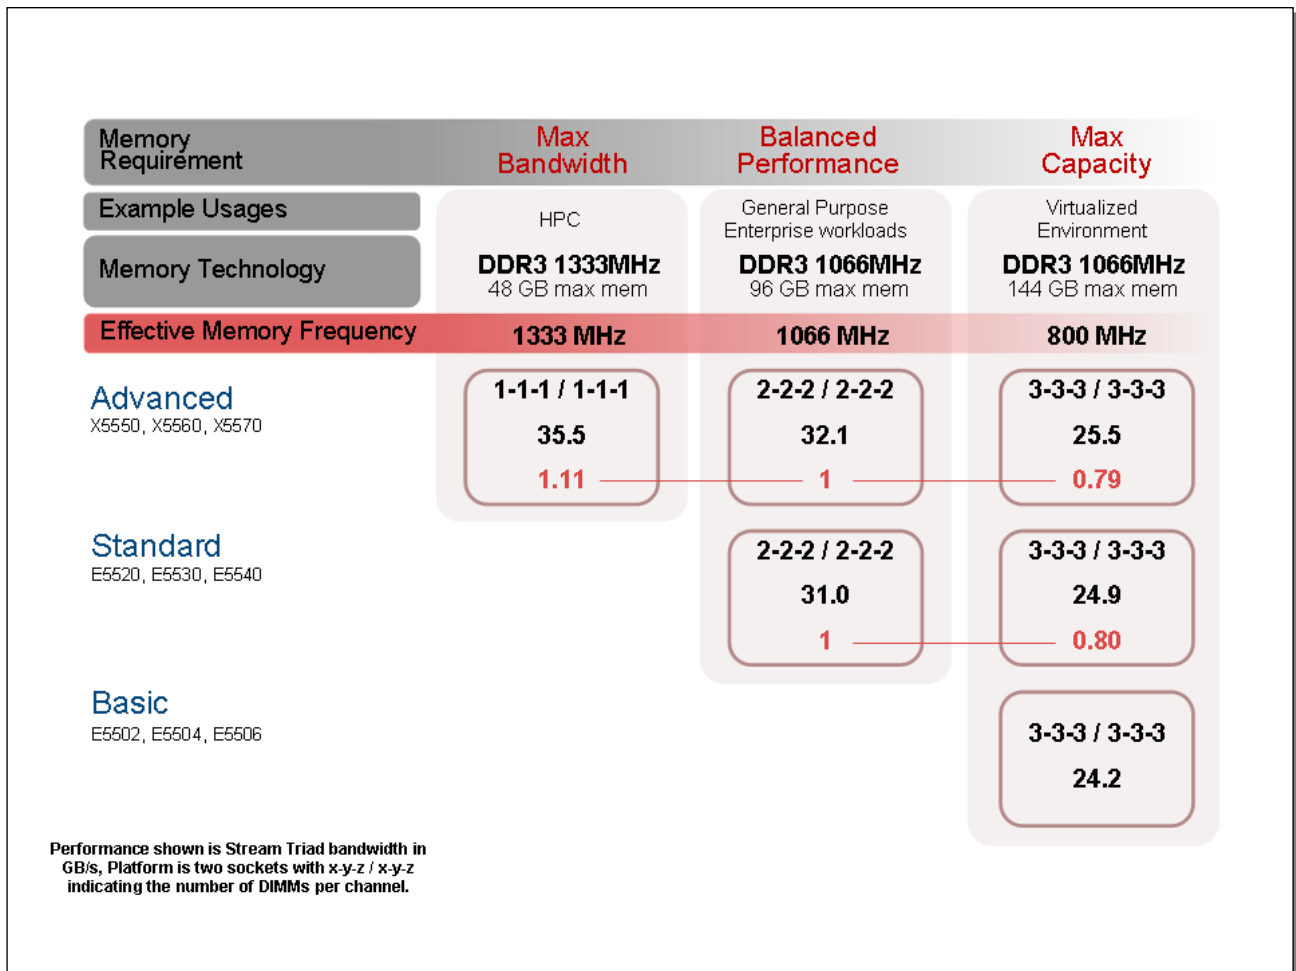 Memory Requirement
Max Bandwidth
Balanced Performance
Max Capacity
Example Usages
HPC
General Purpose
Enterprise workloads
Virtualized
Environment
Memory Technology
DDR3 1333MHz
48 GB max mem
DDR3 1066MHz
96 GB max mem
DDR3 1066MHz
144 GB max mem
Effective Memory Frequency
1333 MHz
1066 MHz
800 MHz
Advanced
X5550, X5560, X5570
1-1-1 / 1-1-1
35.5
1.11
2-2-2 / 2-2-2
32.1
1
3-3-3 / 3-3-3
25.5
0.79
Standard
E5520, E5530, E5540
2-2-2 / 2-2-2
31.0
1
3-3-3 / 3-3-3
24.9
0.80
Basic
E5502, E5504, E5506
3-3-3 / 3-3-3
24.2
Performance shown is Stream Triad bandwidth in
GB/s, Platform is two sockets with x-y-z / x-y-z
indicating the number of DIMMs per channel.